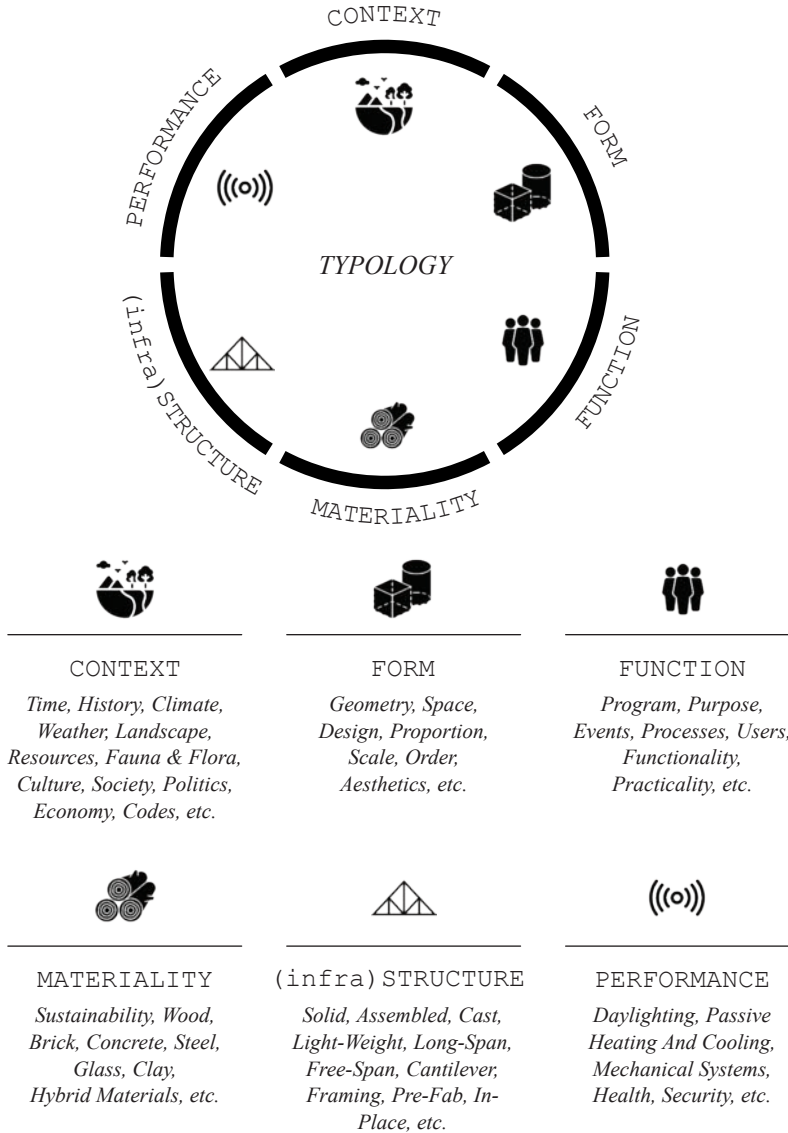 CONTEXT
PERFORMANCE
FORM
TYPOLOGY
(infra)STRUCTURE
FUNCTION
MATERIALITY
CONTEXT
Time, History, Climate,
Weather, Landscape,
Resources, Fauna & Flora,
Culture, Society, Politics,
Economy, Codes, etc.
FORM
Geometry, Space,
Design, Proportion,
Scale, Order,
Aesthetics, etc.
FUNCTION
Program, Purpose,
Events, Processes, Users,
Functionality,
Practicality, etc.
MATERIALITY
Sustainability, Wood,
Brick, Concrete, Steel,
Glass, Clay,
Hybrid Materials, etc.
(infra)STRUCTURE
Solid, Assembled, Cast,
Light-Weight, Long-Span,
Free-Span, Cantilever,
Framing, Pre-Fab, In-
Place, etc.
PERFORMANCE
Daylighting, Passive
Heating And Cooling,
Mechanical Systems,
Health, Security, etc.